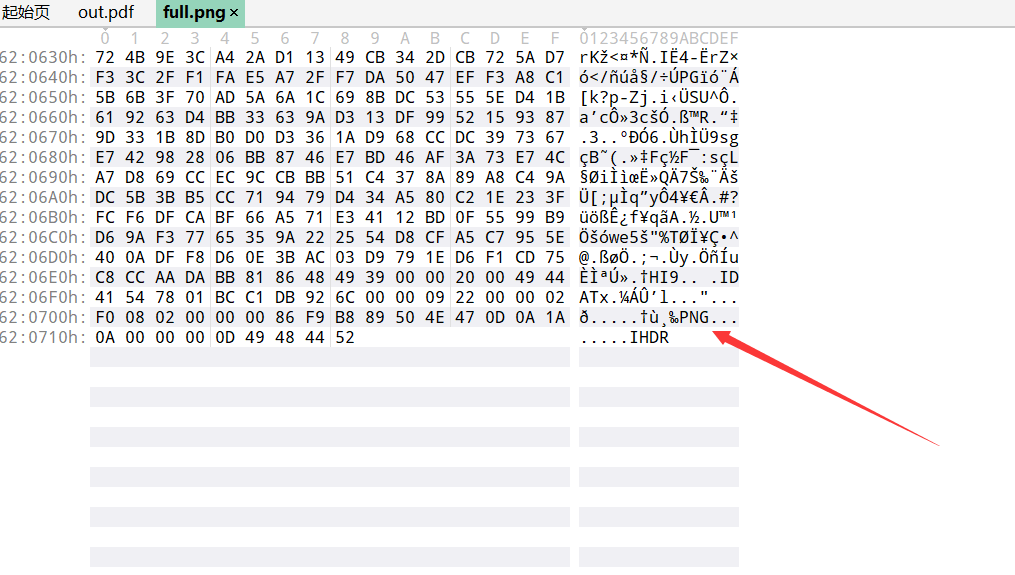 起始页 out.pdf full.png ×
0 1 2 3 4 5 6 7 8 9 A B C D E F 0123456789ABCDEF
62:0630h: 72 4B 9E 3C A4 2A D1 13 49 CB 34 2D CB 72 5A D7 rKž<¤*Ñ.IË4-ËrZ×
62:0640h: F3 3C 2F F1 FA E5 A7 2F F7 DA 50 47 EF F3 A8 C1 ó</ñúå§/÷ÚPGïó¨Á
62:0650h: 5B 6B 3F 70 AD 5A 6A 1C 69 8B DC 53 55 5E D4 1B [k?p-Zj.i‹ÜSU^Ô.
62:0660h: 61 92 63 D4 BB 33 63 9A D3 13 DF 99 52 15 93 87 a’cÔ»3cšÓ.ß™R.“‡
62:0670h: 9D 33 1B 8D B0 D0 D3 36 1A D9 68 CC DC 39 73 67 .3..°ÐÓ6.ÙhÌÜ9sg
62:0680h: E7 42 98 28 06 BB 87 46 E7 BD 46 AF 3A 73 E7 4C çB˜(.»‡Fç½F¯:sçL
62:0690h: A7 D8 69 CC EC 9C CB BB 51 C4 37 8A 89 A8 C4 9A §ØiÌìœË»QÄ7Š‰¨Äš
62:06A0h: DC 5B 3B B5 CC 71 94 79 D4 34 A5 80 C2 1E 23 3F Ü[;µÌq”yÔ4¥€Â.#?
62:06B0h: FC F6 DF CA BF 66 A5 71 E3 41 12 BD 0F 55 99 B9 üößÊ¿f¥qãA.½.U™¹
62:06C0h: D6 9A F3 77 65 35 9A 22 25 54 D8 CF A5 C7 95 5E Öšówe5š"%TØÏ¥Ç•^
62:06D0h: 40 0A DF F8 D6 0E 3B AC 03 D9 79 1E D6 F1 CD 75 @.ßøÖ.;¬.Ùy.ÖñÍu
62:06E0h: C8 CC AA DA BB 81 86 48 49 39 00 00 20 00 49 44 ÈÌªÚ».†HI9.. .ID
62:06F0h: 41 54 78 01 BC C1 DB 92 6C 00 00 09 22 00 00 02 ATx.¼ÁÛ’l..."...
62:0700h: F0 08 02 00 00 00 86 F9 B8 89 50 4E 47 0D 0A 1A ð.....†ù¸‰PNG...
62:0710h: 0A 00 00 00 0D 49 48 44 52 .....IHDR